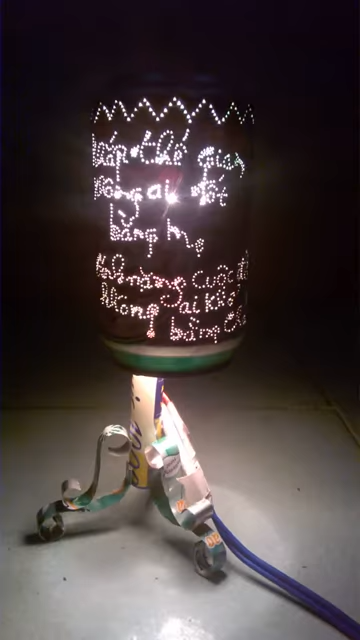 khắp thế gian
không ai tốt
bằng mẹ
nặng cuộc
không ai khổ
bằng